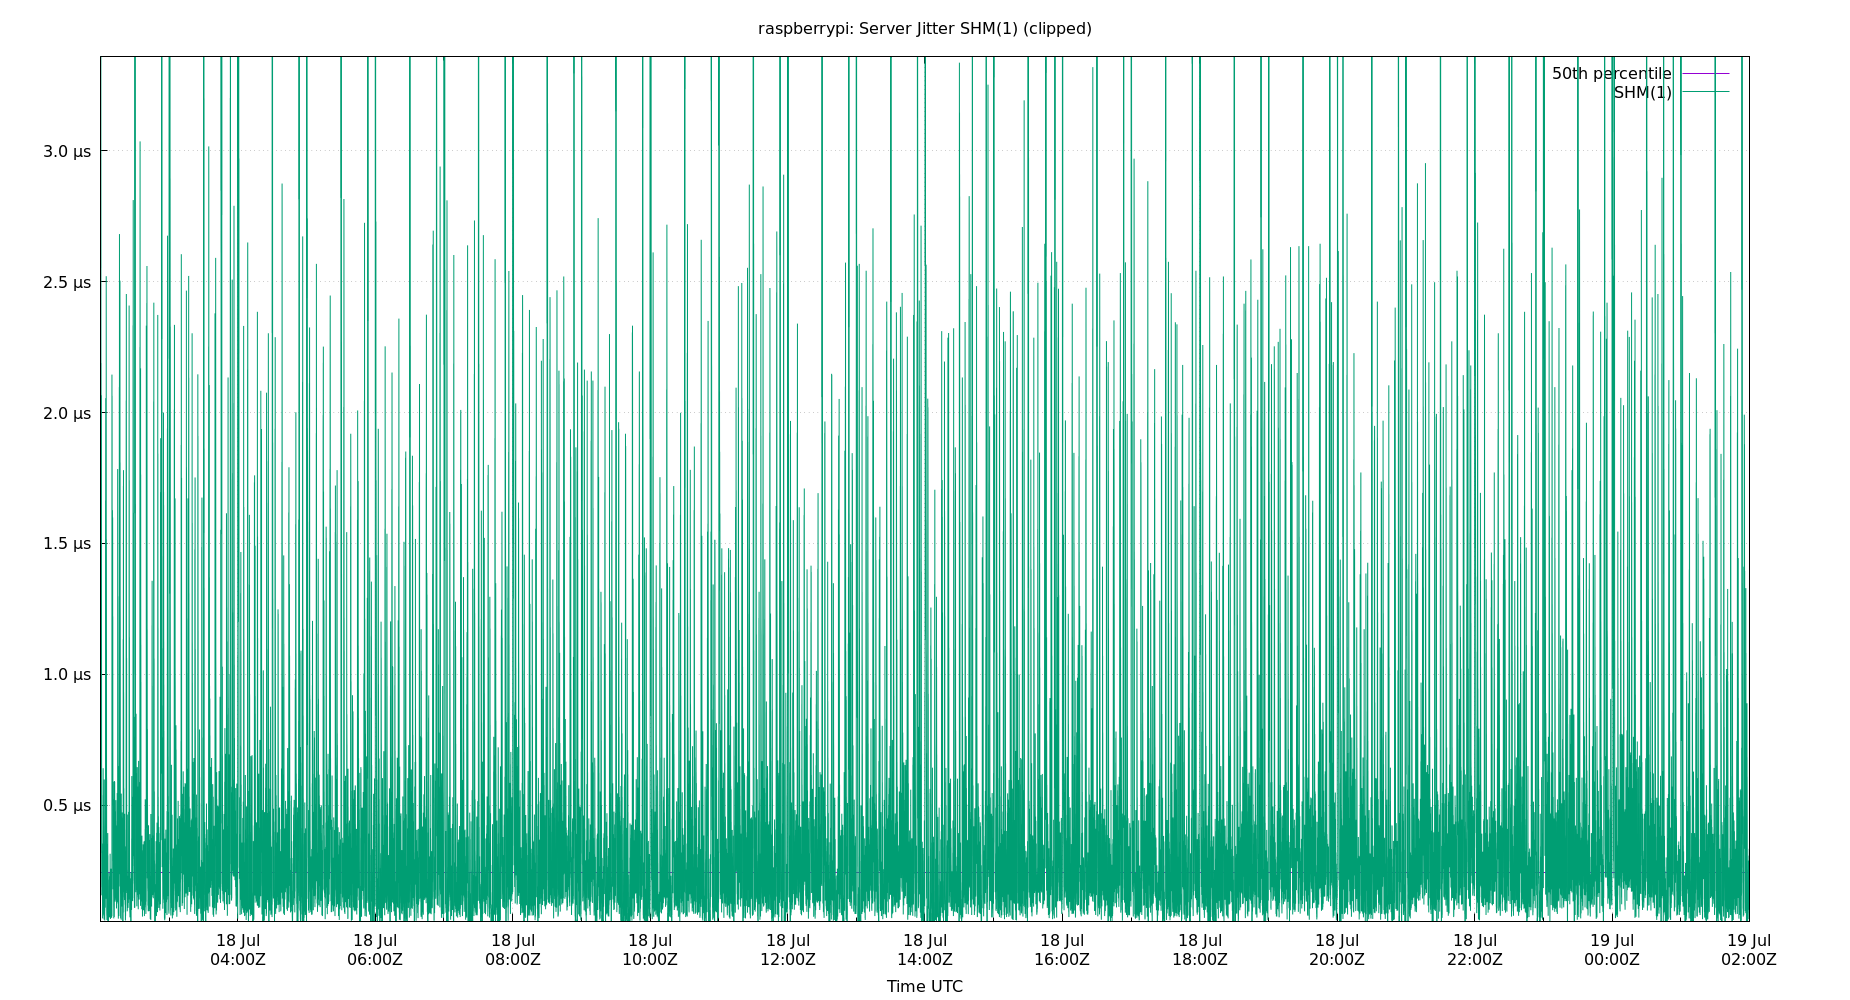 raspberrypi: Server Jitter SHM(1) (clipped)
50th percentile
SHM(1)
3.0 µs
2.5 µs
2.0 µs
1.5 µs
1.0 µs
0.5 µs
18 Jul 18 Jul 18 Jul 18 Jul 18 Jul 18 Jul 18 Jul 18 Jul 18 Jul 18 Jul 19 Jul 19 Jul
04:00Z 06:00Z 08:00Z 10:00Z 12:00Z 14:00Z 16:00Z 18:00Z 20:00Z 22:00Z 00:00Z 02:00Z
Time UTC